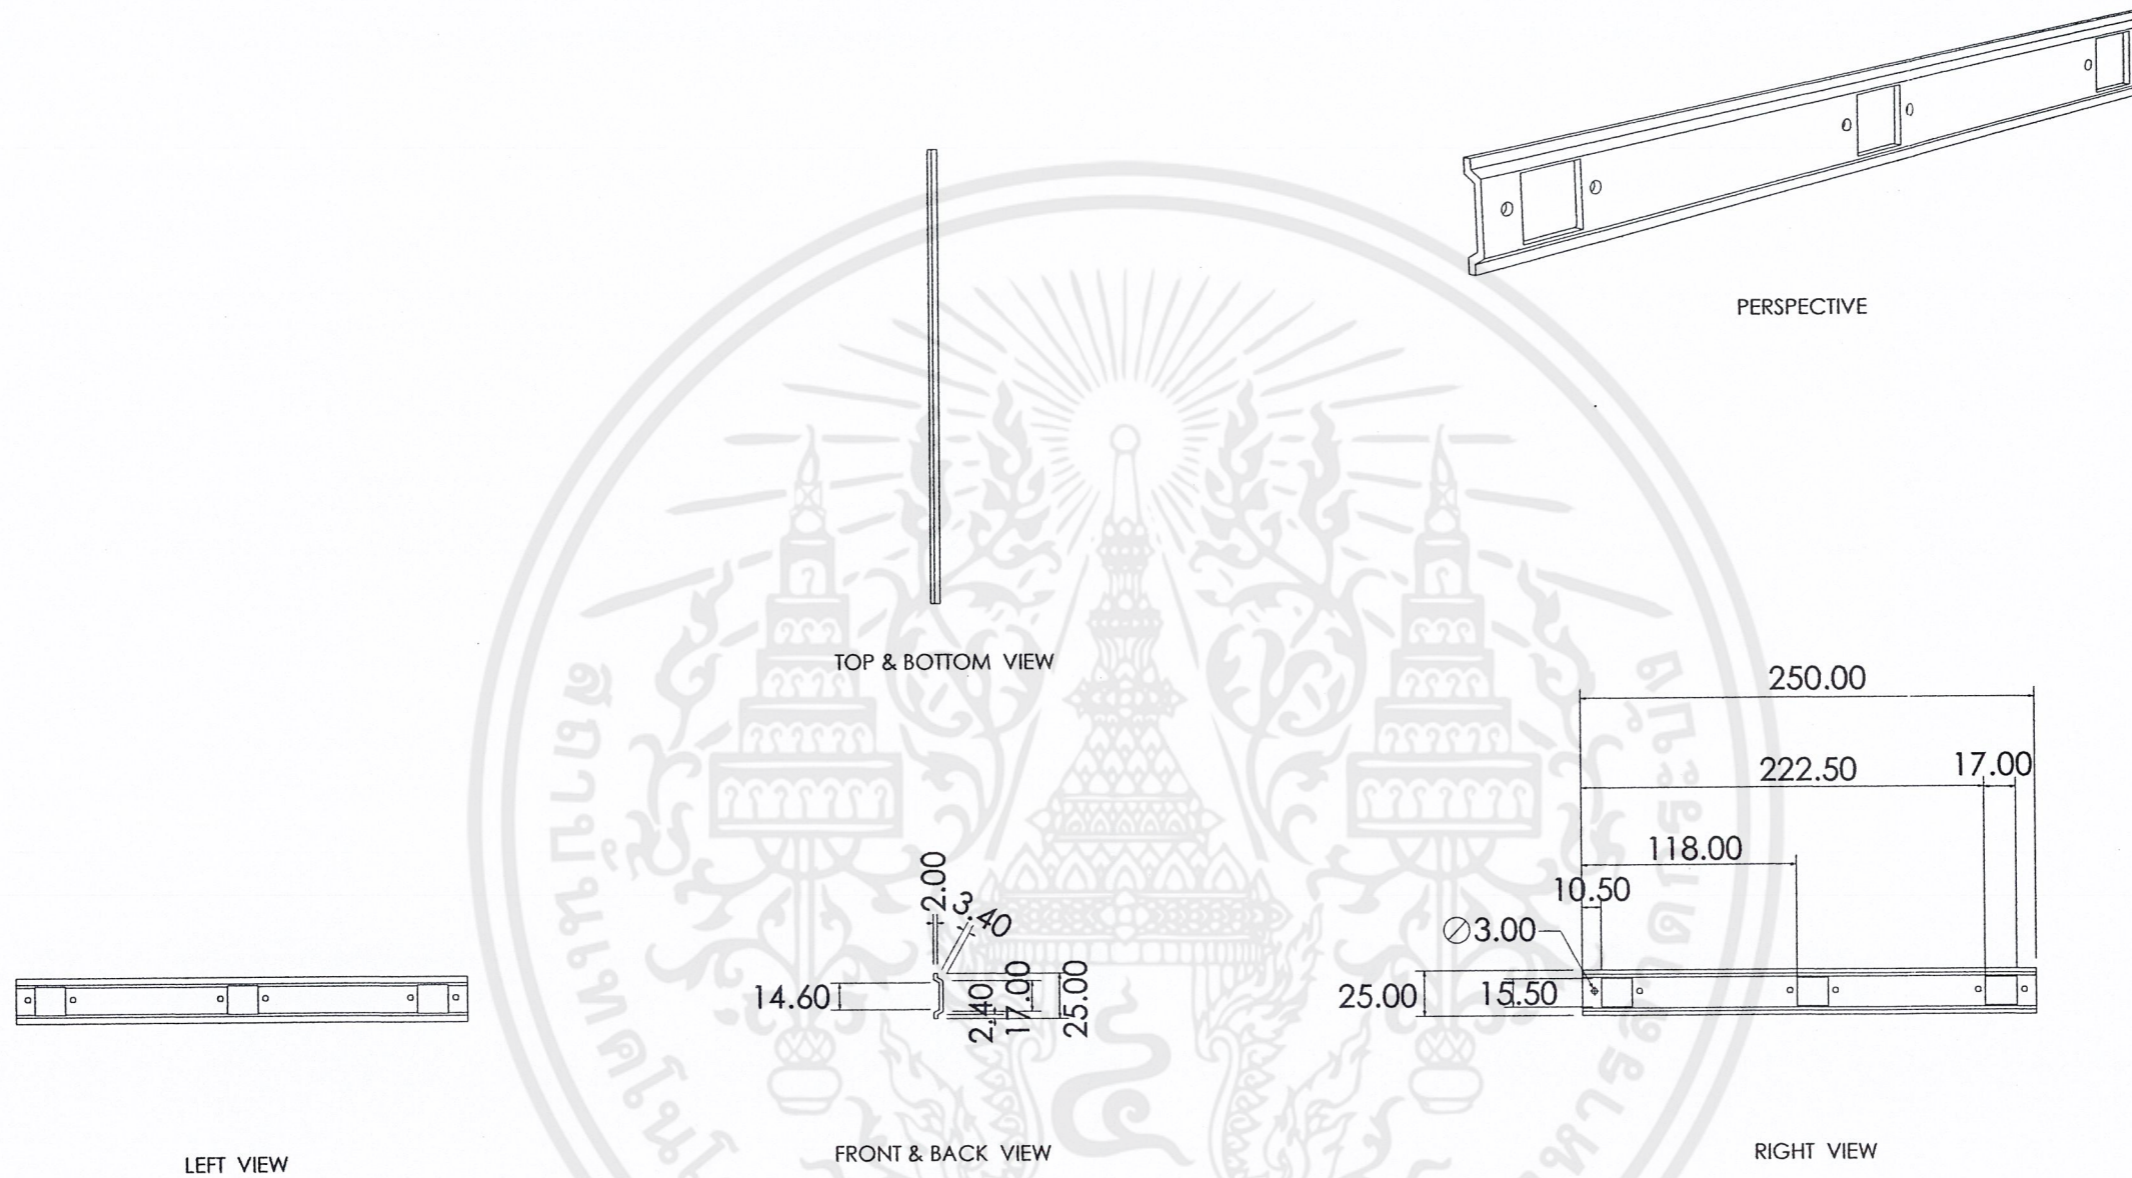 PERSPECTIVE
TOP & BOTTOM VIEW
250.00
222.50
17.00
118.00
10.50
⌀3.00
25.00
15.50
2.00
3.40
14.60
2.40
17.00
25.00
LEFT VIEW
FRONT & BACK VIEW
RIGHT VIEW